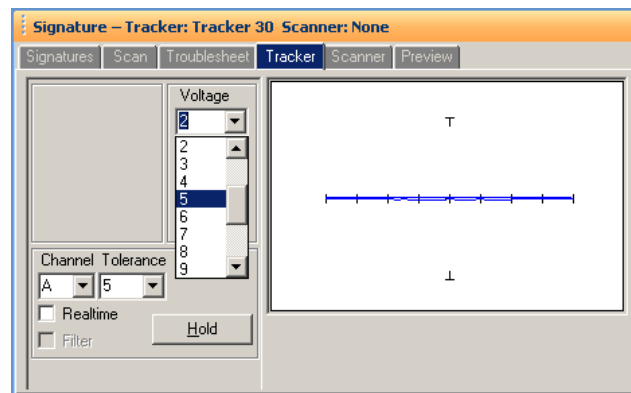 Signature – Tracker: Tracker 30 Scanner: None
Signatures Scan Troublesheet Tracker Scanner Preview
Voltage
2
2
3
4
5
6
7
8
9
Channel Tolerance
A 5
Realtime
Hold
Filter